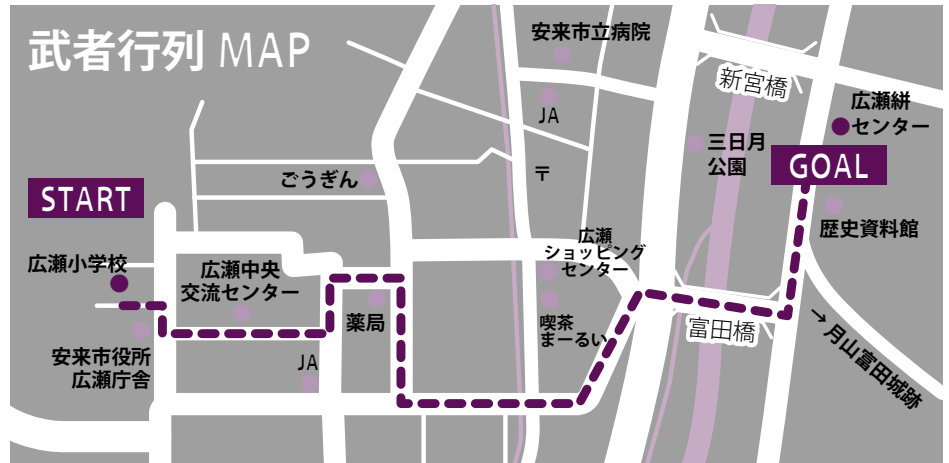 武者行列 MAP
安来市立病院
新宮橋
広瀬絣
センター
JA
三日月
公園
GOAL
〒
ごうぎん
START
歴史資料館
広瀬小学校
広瀬中央
交流センター
広瀬
ショッピング
センター
薬局
喫茶
まーるい
富田橋
安来市役所
広瀬庁舎
JA
→月山富田城跡